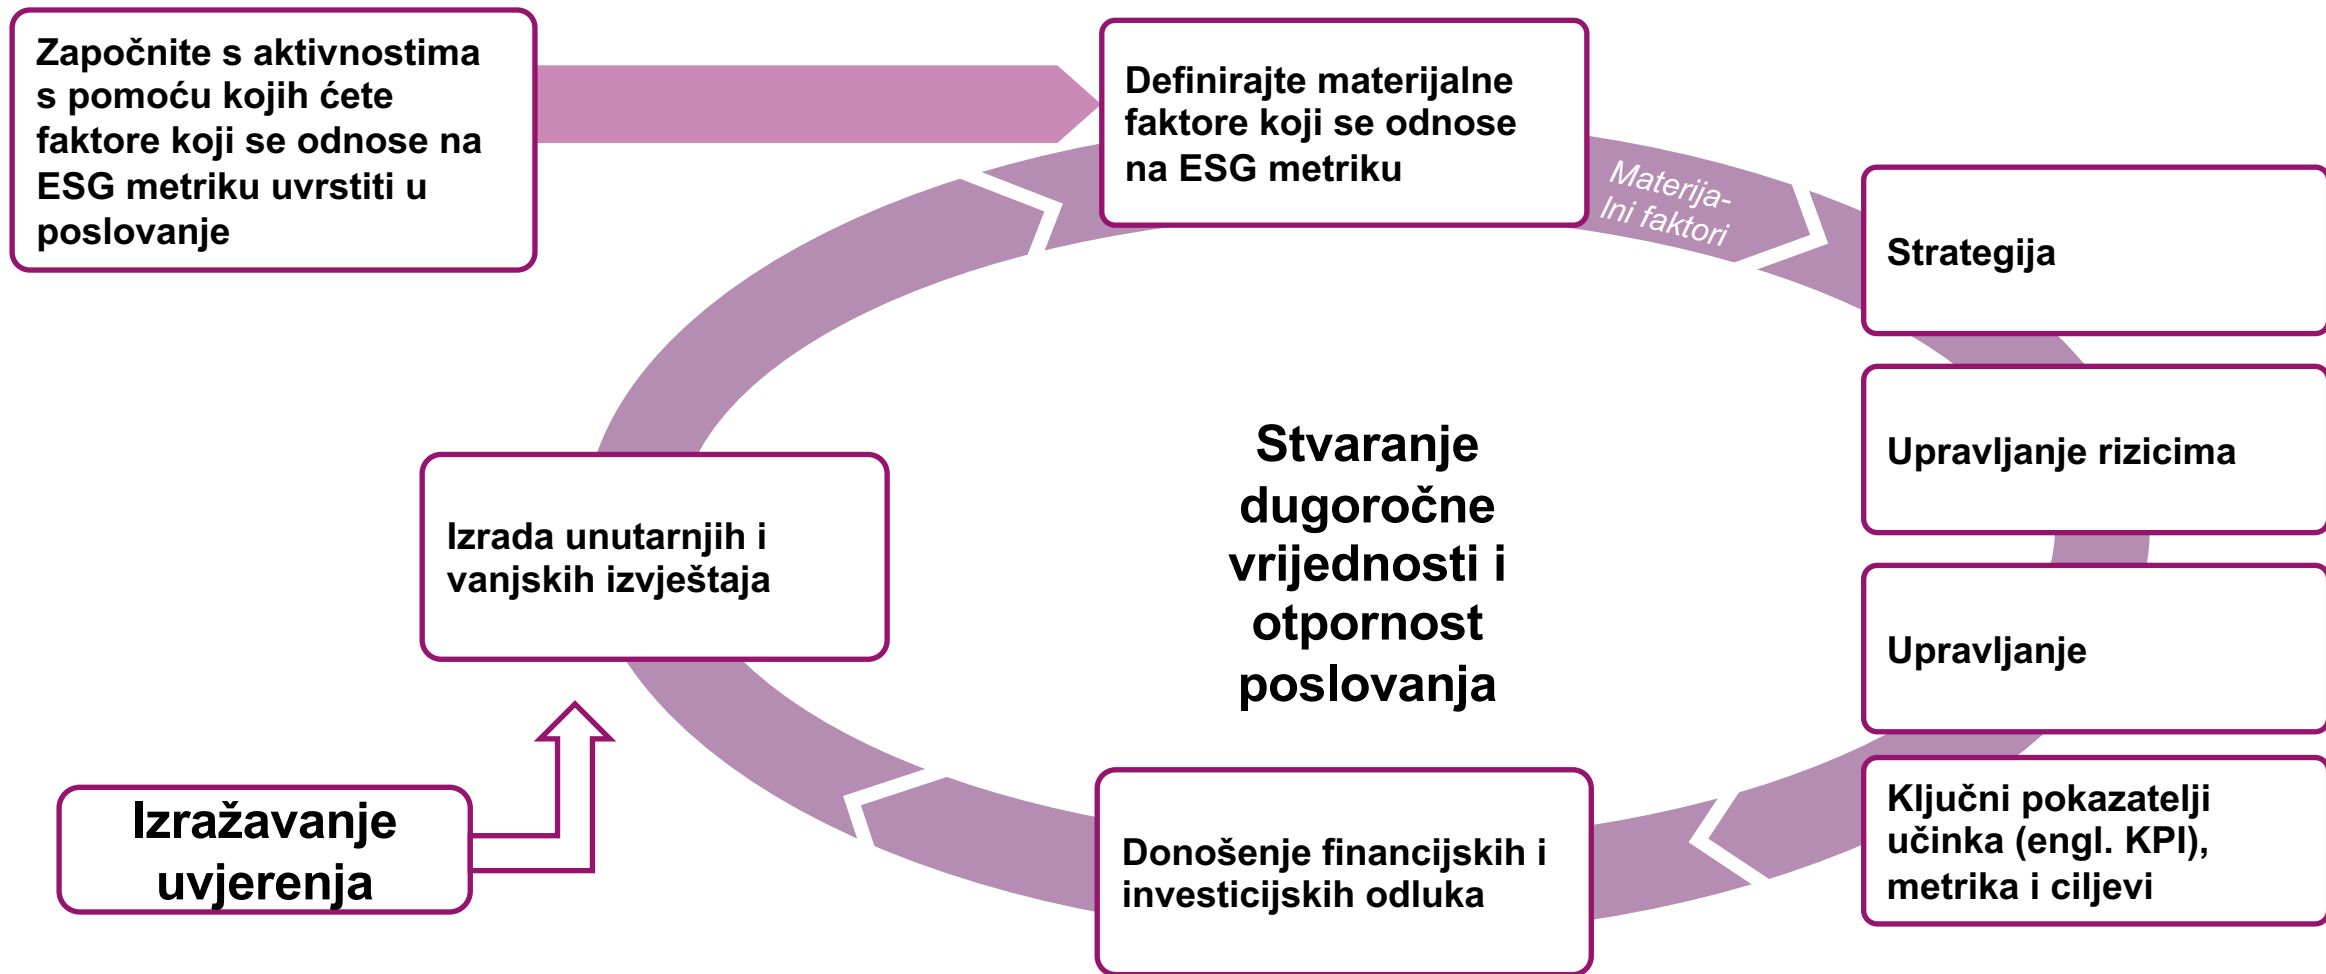 Započnite s aktivnostima
s pomoću kojih ćete
faktore koji se odnose na
ESG metriku uvrstiti u
poslovanje
Definirajte materijalne
faktore koji se odnose
na ESG metriku
Materija-
lni faktori
Strategija
Upravljanje rizicima
Upravljanje
Ključni pokazatelji
učinka (engl. KPI),
metrika i ciljevi
Donošenje financijskih i
investicijskih odluka
Izrada unutarnjih i
vanjskih izvještaja
Izražavanje
uvjerenja
Stvaranje
dugoročne
vrijednosti i
otpornost
poslovanja